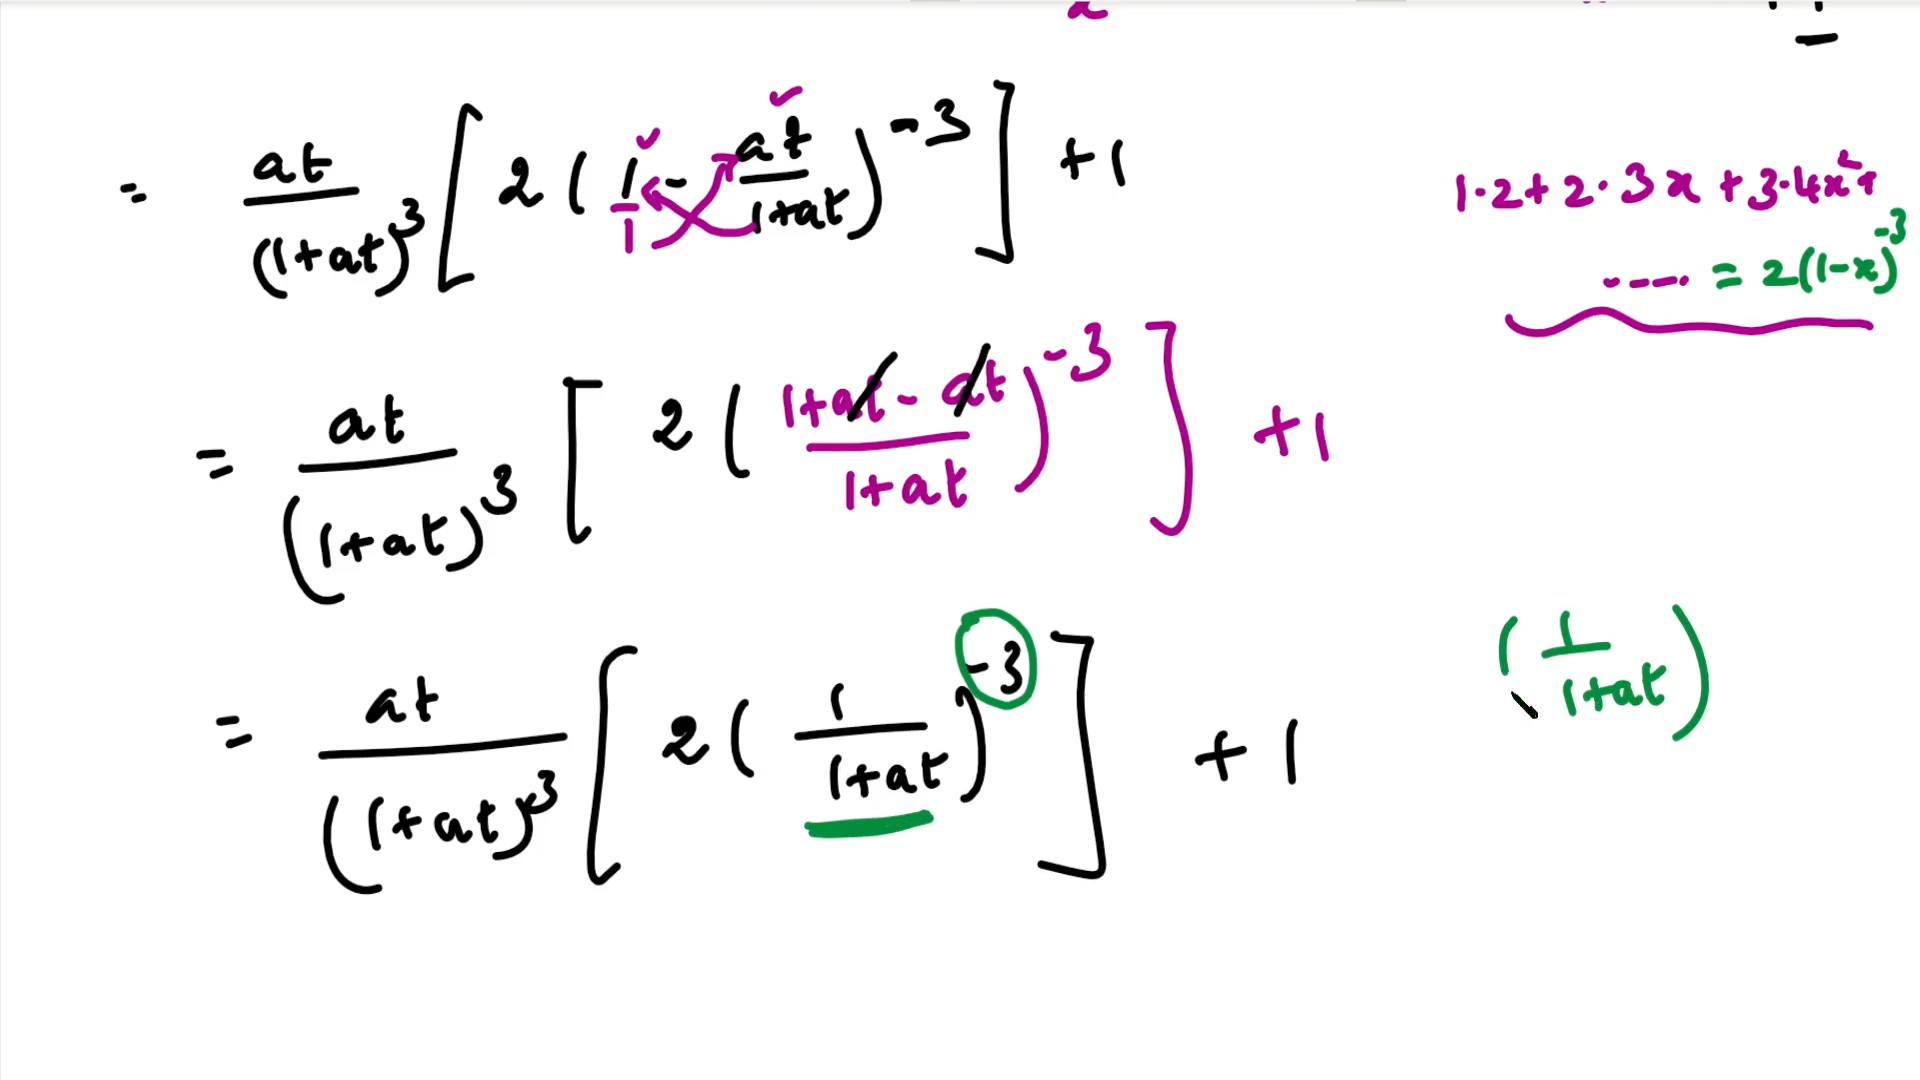 = at/(1+at)^3 [ 2 ( 1/1 - at/(1+at) )^-3 ] + 1
1·2 + 2·3x + 3·4x² +
..... = 2(1-x)^-3
= at/(1+at)^3 [ 2 ( (1+at - at)/(1+at) )^-3 ] + 1
= at/(1+at)^3 [ 2 ( 1/(1+at) )^-3 ] + 1
( 1/(1+at) )